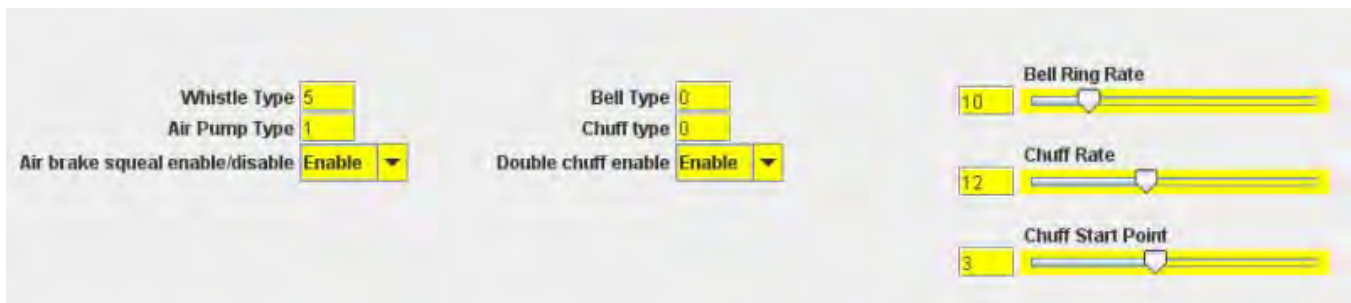 Whistle Type 5
Air Pump Type 1
Air brake squeal enable/disable Enable
Bell Type 0
Chuff type 0
Double chuff enable Enable
Bell Ring Rate
10
Chuff Rate
12
Chuff Start Point
3